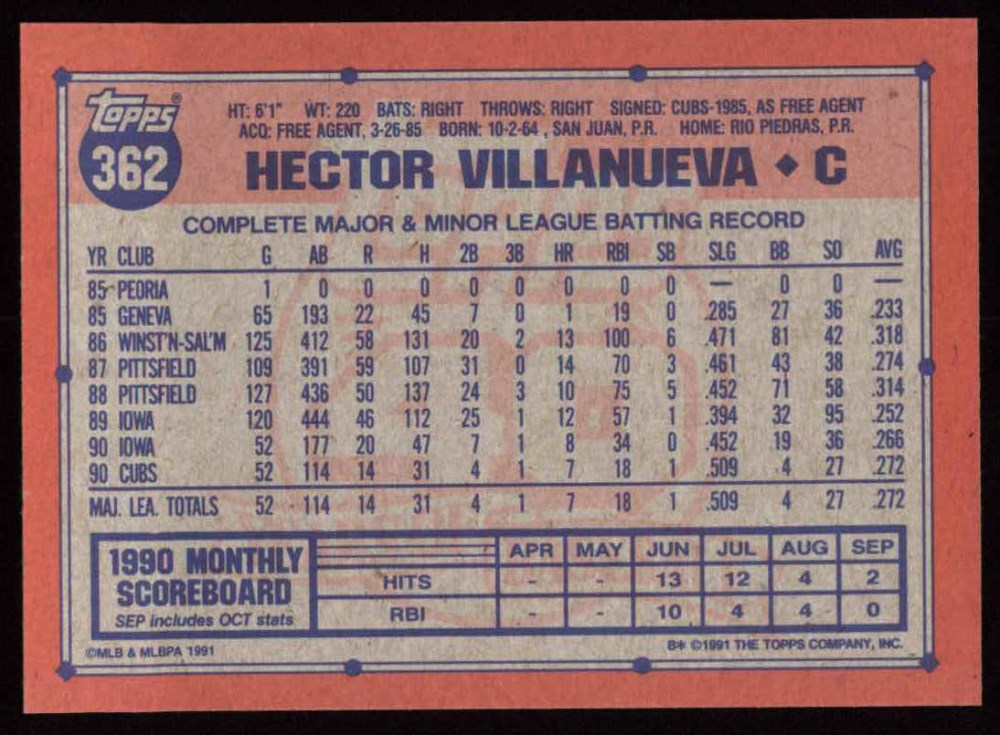 TOPPS®
362
HT: 6'1" WT: 220 BATS: RIGHT THROWS: RIGHT SIGNED: CUBS-1985, AS FREE AGENT
ACQ: FREE AGENT, 3-26-85 BORN: 10-2-64 , SAN JUAN, P.R. HOME: RIO PIEDRAS, P.R.
HECTOR VILLANUEVA ◆ C
COMPLETE MAJOR & MINOR LEAGUE BATTING RECORD
YR CLUB G AB R H 2B 3B HR RBI SB SLG BB SO AVG
85 PEORIA 1 0 0 0 0 0 0 0 0 — 0 0 —
85 GENEVA 65 193 22 45 7 0 1 19 0 .285 27 36 .233
86 WINST'N-SAL'M 125 412 58 131 20 2 13 100 6 .471 81 42 .318
87 PITTSFIELD 109 391 59 107 31 0 14 70 3 .461 43 38 .274
88 PITTSFIELD 127 436 50 137 24 3 10 75 5 .452 71 58 .314
89 IOWA 120 444 46 112 25 1 12 57 1 .394 32 95 .252
90 IOWA 52 177 20 47 7 1 8 34 0 .452 19 36 .266
90 CUBS 52 114 14 31 4 1 7 18 1 .509 4 27 .272
MAJ. LEA. TOTALS 52 114 14 31 4 1 7 18 1 .509 4 27 .272
1990 MONTHLY
SCOREBOARD
SEP includes OCT stats
APR MAY JUN JUL AUG SEP
HITS - - 13 12 4 2
RBI - - 10 4 4 0
©MLB & MLBPA 1991
B* ©1991 THE TOPPS COMPANY, INC.